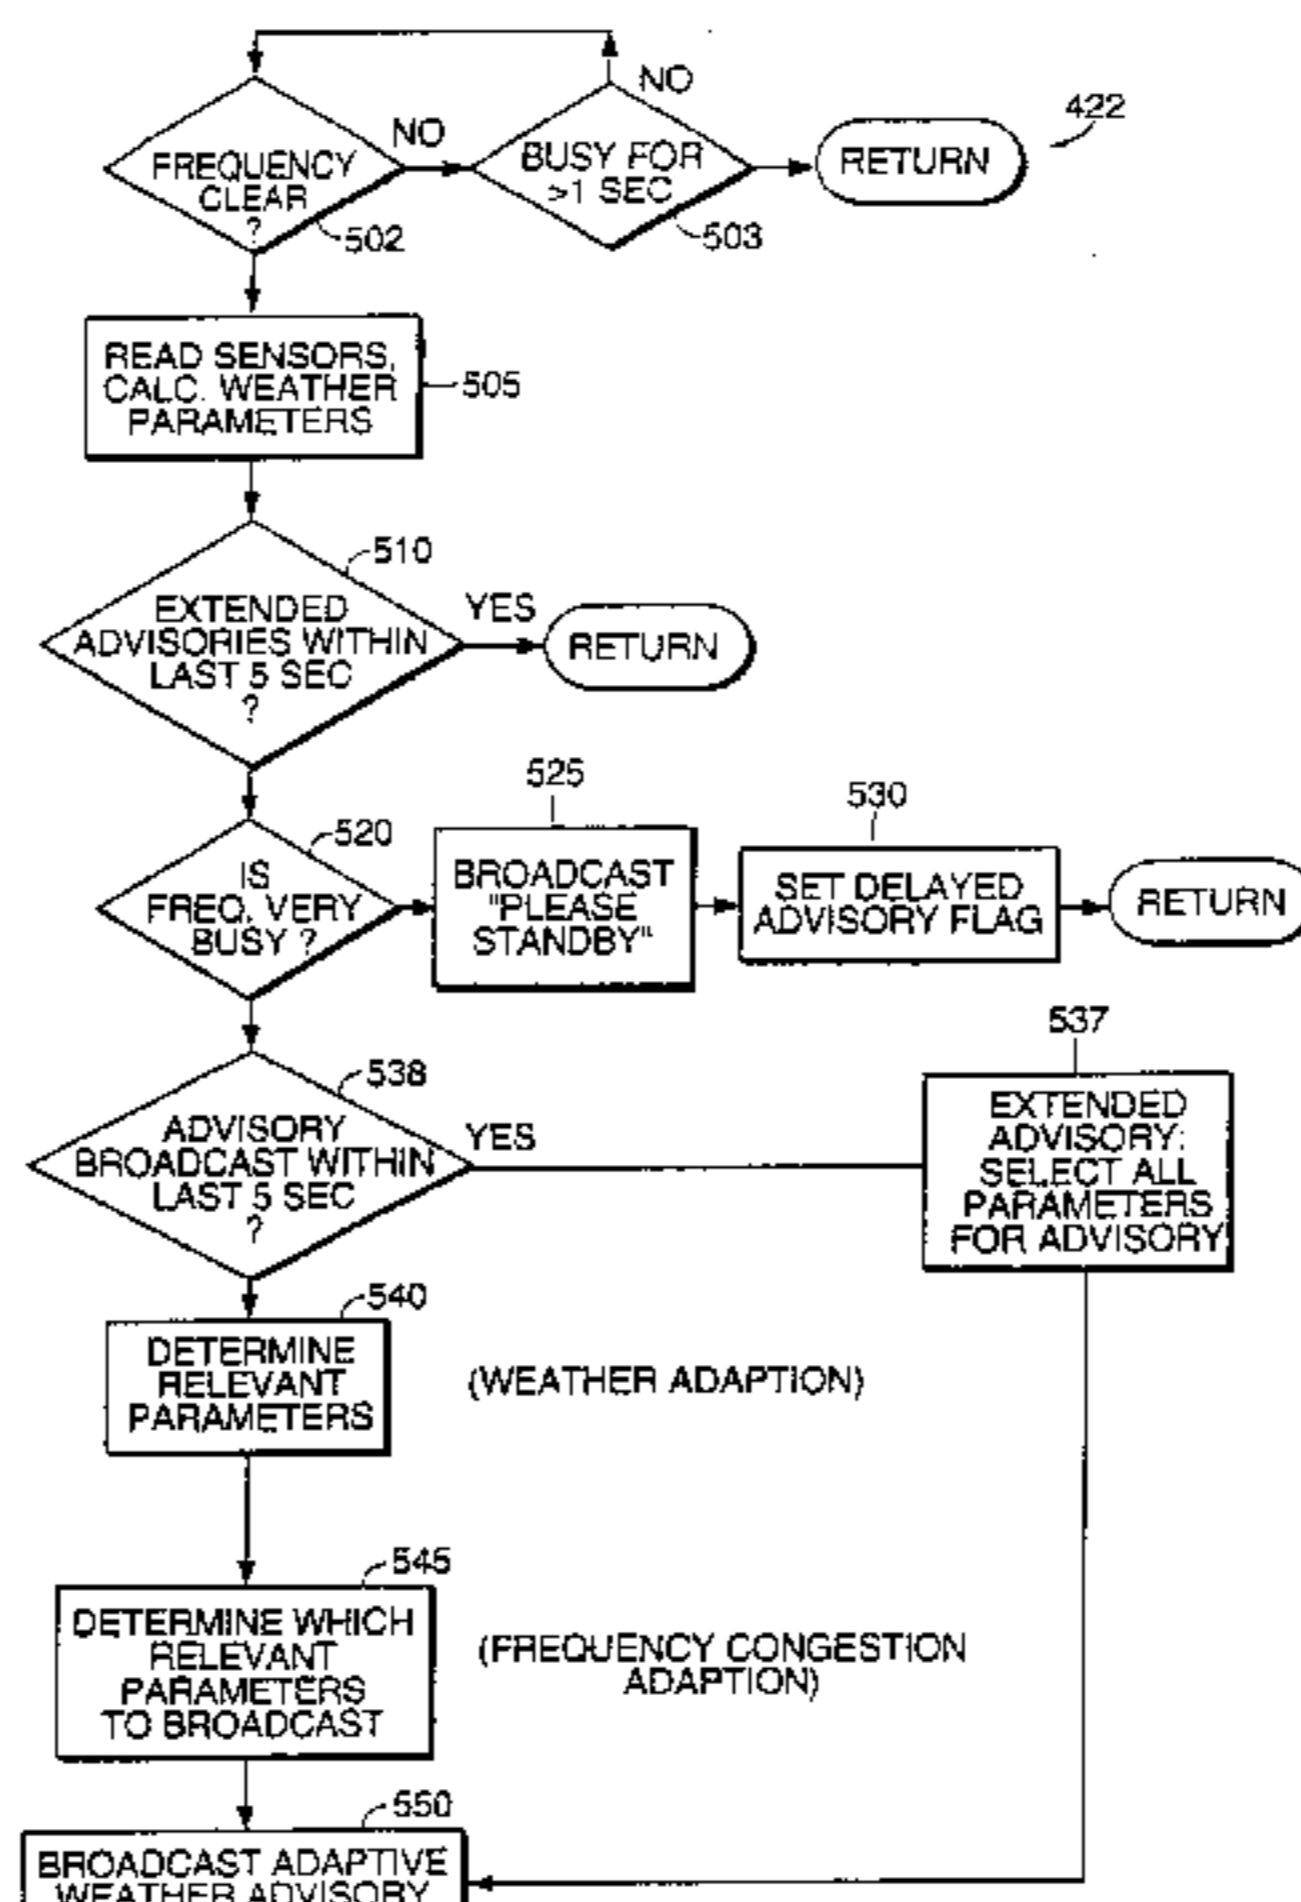 NO
FREQUENCY
CLEAR
?
502
NO
BUSY FOR
>1 SEC
503
RETURN
422
READ SENSORS,
CALC. WEATHER
PARAMETERS
505
510
EXTENDED
ADVISORIES WITHIN
LAST 5 SEC
?
YES
RETURN
520
IS
FREQ. VERY
BUSY ?
525
BROADCAST
"PLEASE
STANDBY"
530
SET DELAYED
ADVISORY FLAG
RETURN
538
ADVISORY
BROADCAST WITHIN
LAST 5 SEC
?
YES
537
EXTENDED
ADVISORY:
SELECT ALL
PARAMETERS
FOR ADVISORY
540
DETERMINE
RELEVANT
PARAMETERS
(WEATHER ADAPTION)
545
DETERMINE WHICH
RELEVANT
PARAMETERS
TO BROADCAST
(FREQUENCY CONGESTION
ADAPTION)
550
BROADCAST ADAPTIVE
WEATHER ADVISORY